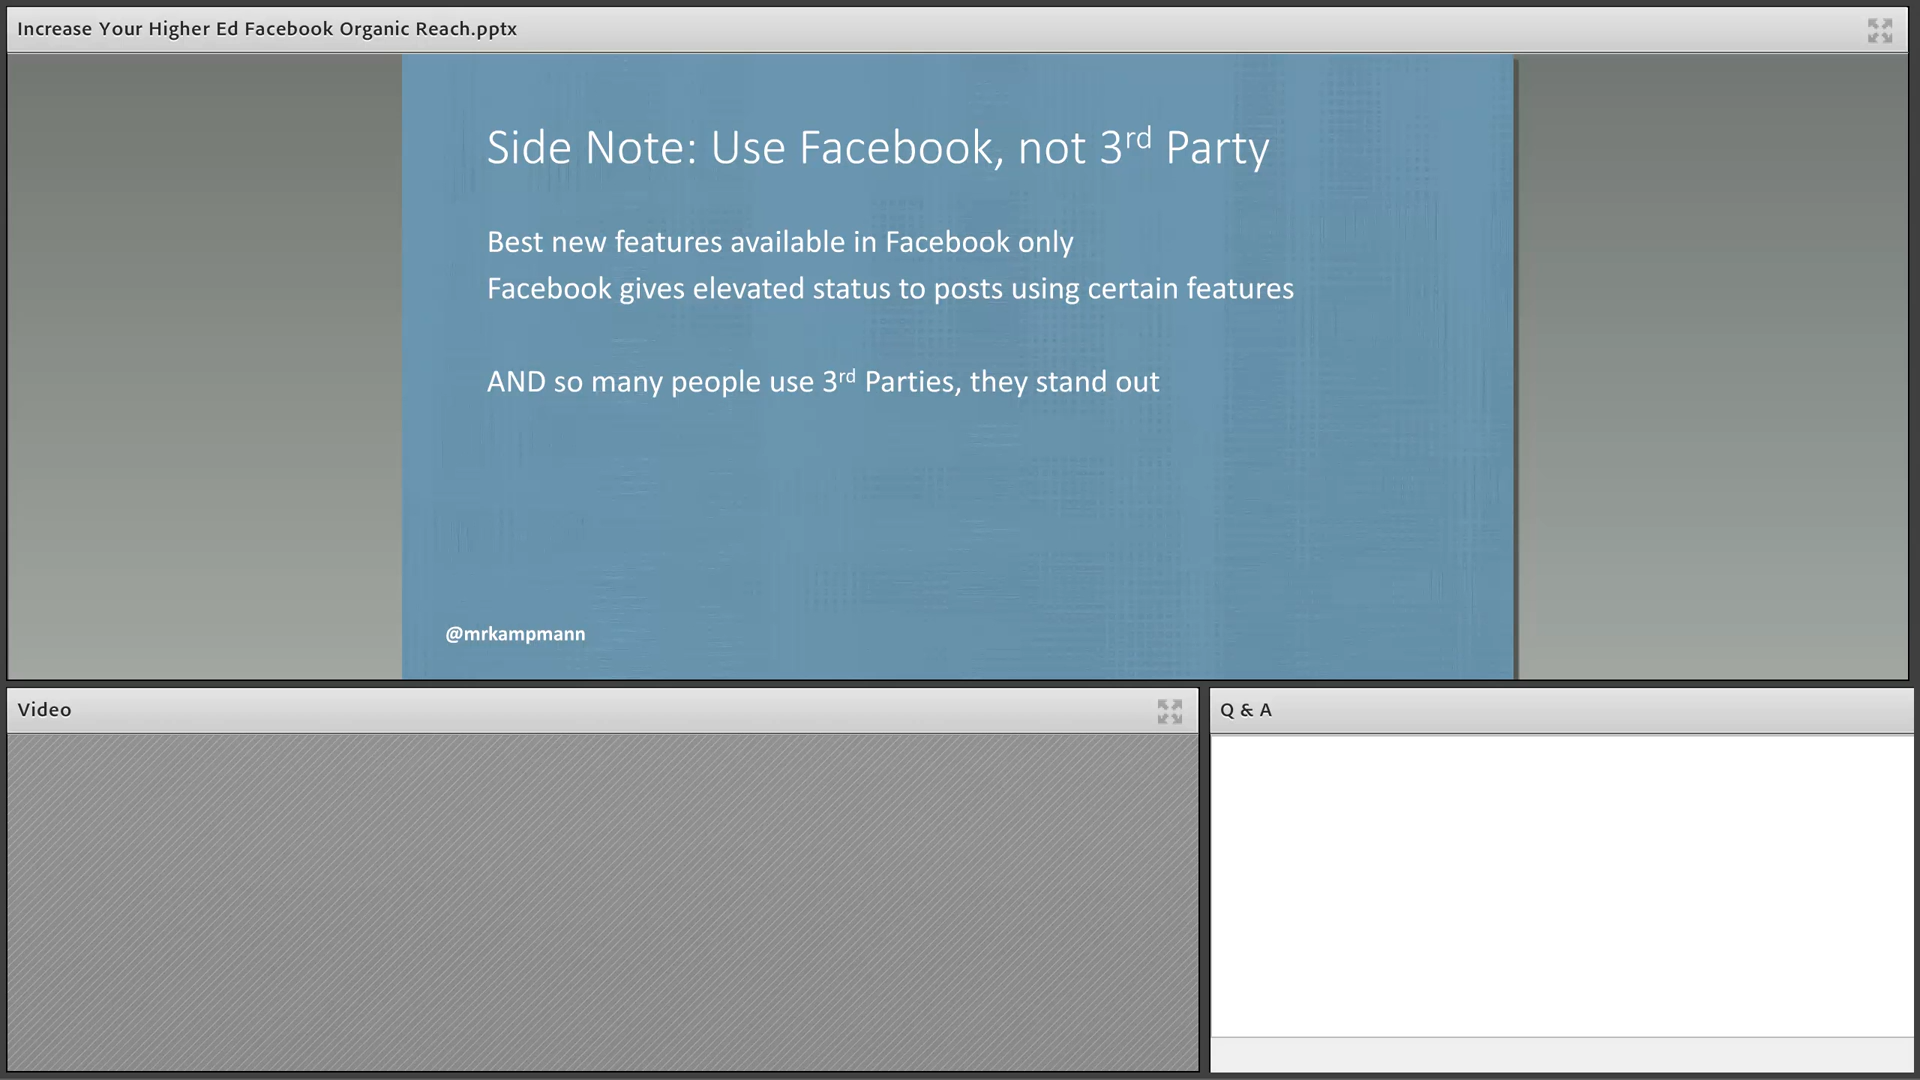 Increase Your Higher Ed Facebook Organic Reach.pptx
Side Note: Use Facebook, not 3rd Party
Best new features available in Facebook only
Facebook gives elevated status to posts using certain features
AND so many people use 3rd Parties, they stand out
@mrkampmann
Video
Q & A